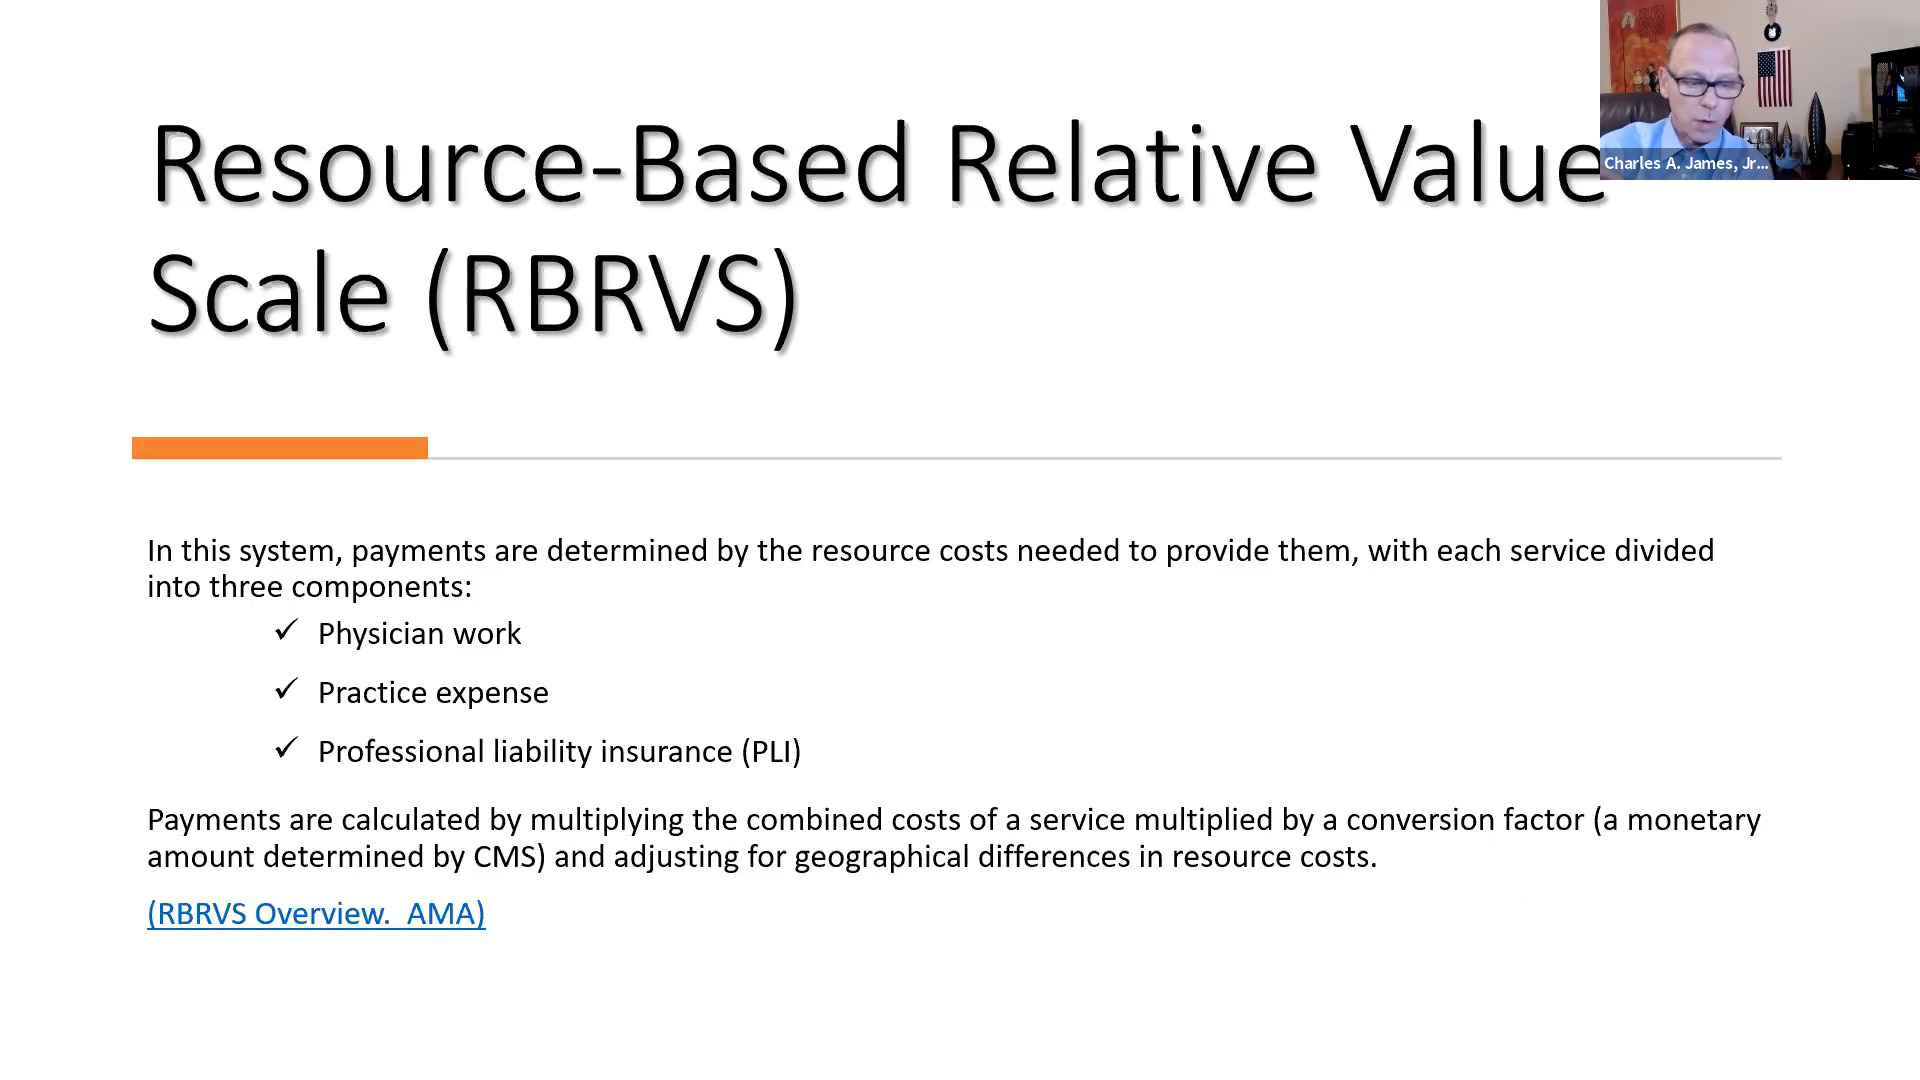 Charles A. James, Jr...
Resource-Based Relative Value
Scale (RBRVS)
In this system, payments are determined by the resource costs needed to provide them, with each service divided
into three components:
✓ Physician work
✓ Practice expense
✓ Professional liability insurance (PLI)
Payments are calculated by multiplying the combined costs of a service multiplied by a conversion factor (a monetary
amount determined by CMS) and adjusting for geographical differences in resource costs.
(RBRVS Overview.  AMA)